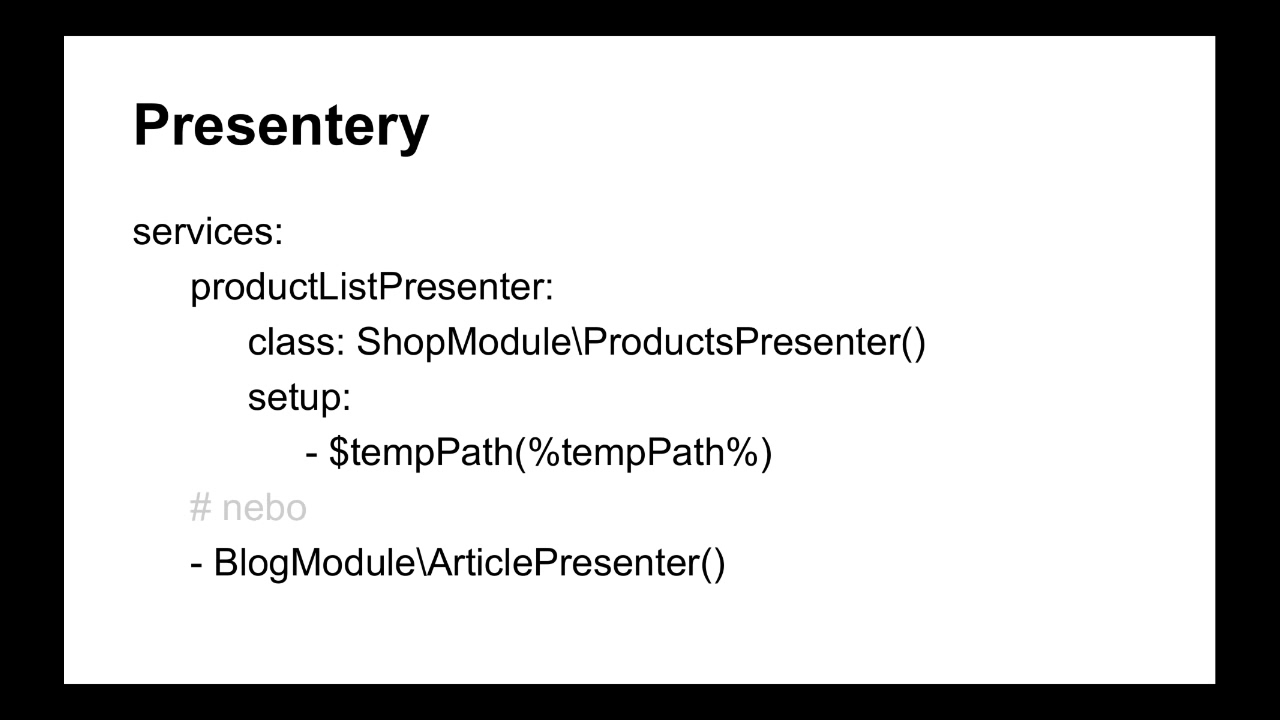 Presentery
services:
productListPresenter:
class: ShopModule\ProductsPresenter()
setup:
- $tempPath(%tempPath%)
# nebo
- BlogModule\ArticlePresenter()